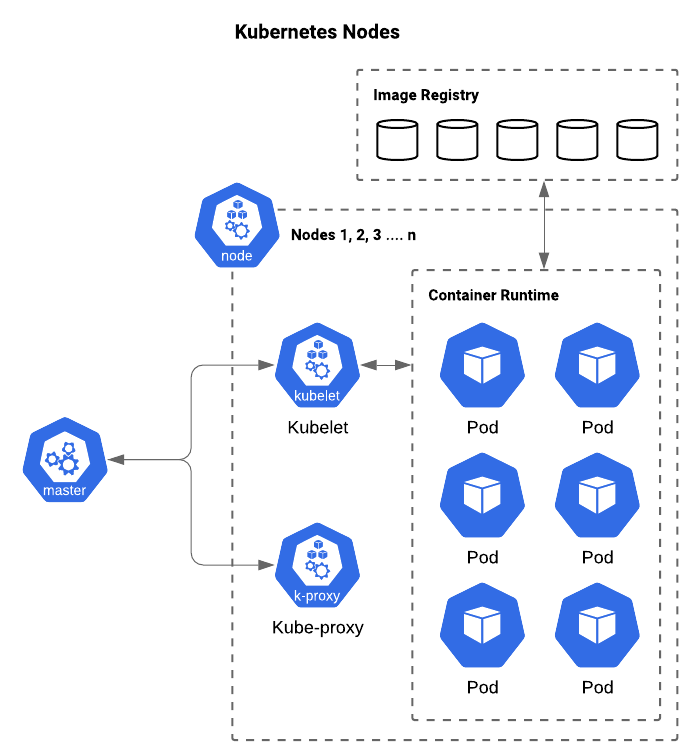 Kubernetes Nodes
Image Registry
node
Nodes 1, 2, 3 .... n
Container Runtime
kubelet
Kubelet
Pod
Pod
master
Pod
Pod
k-proxy
Kube-proxy
Pod
Pod